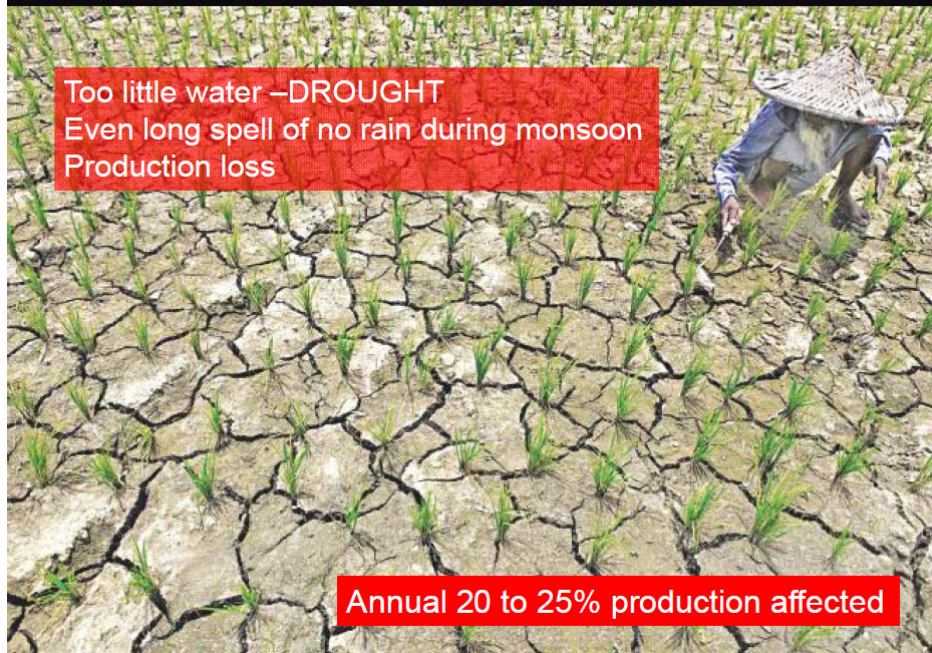 Too little water –DROUGHT
Even long spell of no rain during monsoon
Production loss
Annual 20 to 25% production affected